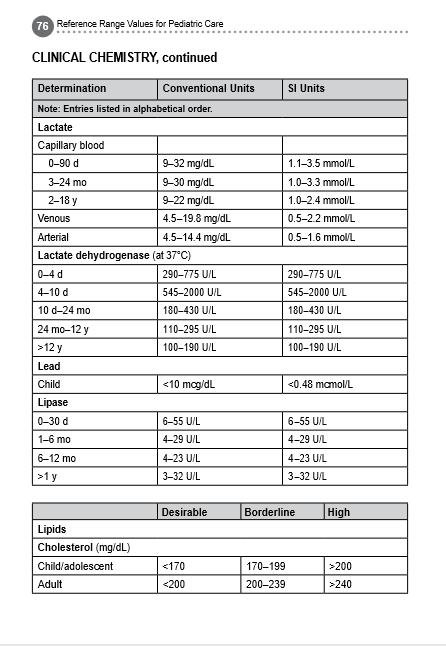 76 Reference Range Values for Pediatric Care
CLINICAL CHEMISTRY, continued
Determination Conventional Units SI Units
Note: Entries listed in alphabetical order.
Lactate
Capillary blood
0–90 d 9–32 mg/dL 1.1–3.5 mmol/L
3–24 mo 9–30 mg/dL 1.0–3.3 mmol/L
2–18 y 9–22 mg/dL 1.0–2.4 mmol/L
Venous 4.5–19.8 mg/dL 0.5–2.2 mmol/L
Arterial 4.5–14.4 mg/dL 0.5–1.6 mmol/L
Lactate dehydrogenase (at 37°C)
0–4 d 290–775 U/L 290–775 U/L
4–10 d 545–2000 U/L 545–2000 U/L
10 d–24 mo 180–430 U/L 180–430 U/L
24 mo–12 y 110–295 U/L 110–295 U/L
>12 y 100–190 U/L 100–190 U/L
Lead
Child <10 mcg/dL <0.48 mcmol/L
Lipase
0–30 d 6–55 U/L 6–55 U/L
1–6 mo 4–29 U/L 4–29 U/L
6–12 mo 4–23 U/L 4–23 U/L
>1 y 3–32 U/L 3–32 U/L
Desirable Borderline High
Lipids
Cholesterol (mg/dL)
Child/adolescent <170 170–199 >200
Adult <200 200–239 >240